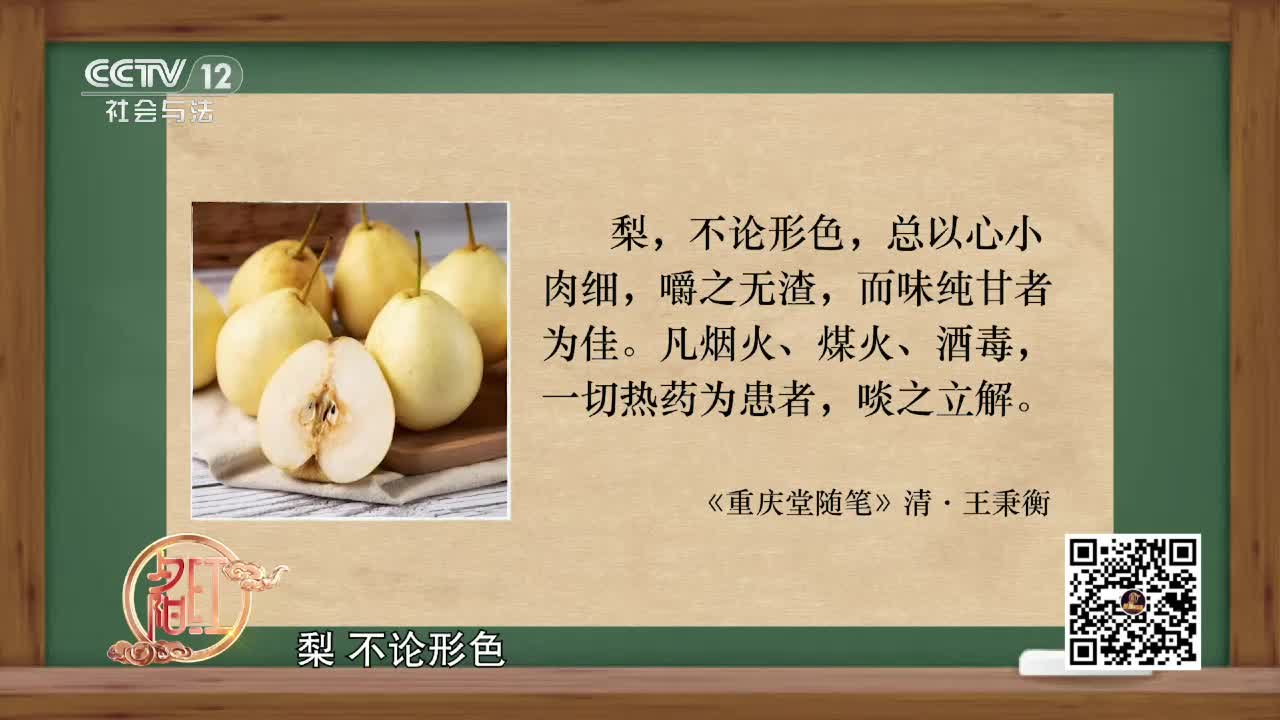 CCTV 12
社会与法
梨，不论形色，总以心小
肉细，嚼之无渣，而味纯甘者
为佳。凡烟火、煤火、酒毒，
一切热药为患者，啖之立解。
《重庆堂随笔》清·王秉衡
夕阳红
梨 不论形色